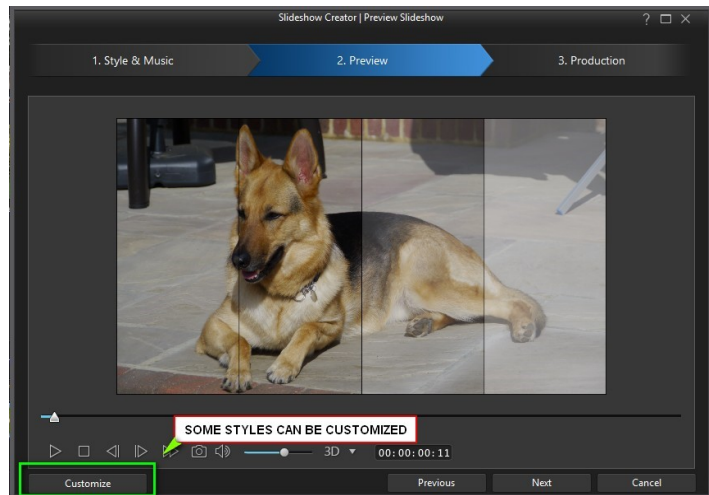 Slideshow Creator | Preview Slideshow
1. Style & Music
2. Preview
3. Production
SOME STYLES CAN BE CUSTOMIZED
3D
00:00:00:11
Customize
Previous
Next
Cancel